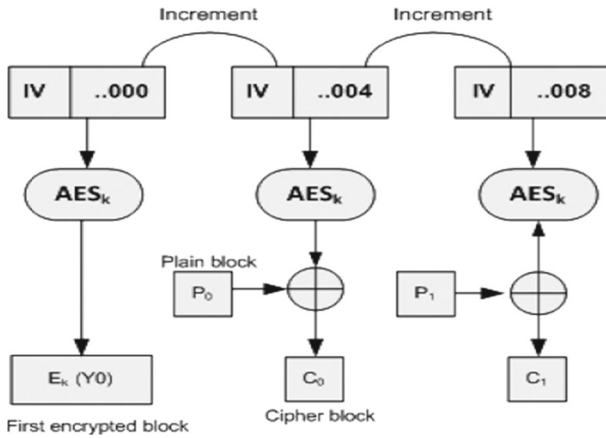 Increment Increment
IV ..000 IV ..004 IV ..008
AESk AESk AESk
Plain block
P0 P1
Ek (Y0) C0 C1
First encrypted block Cipher block